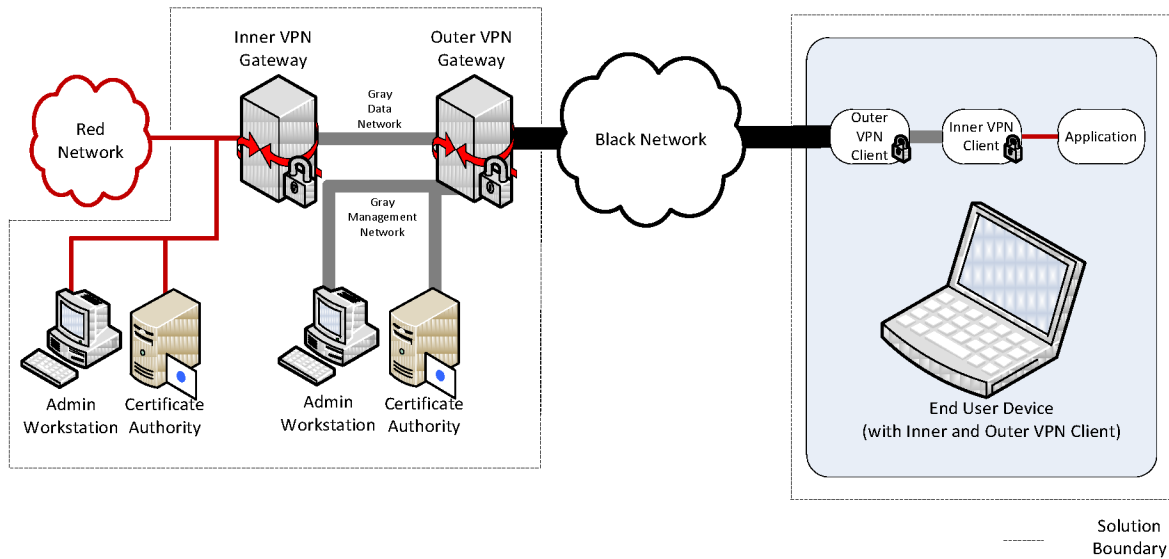 Inner VPN
Gateway
Outer VPN
Gateway
Gray
Data
Network
Red
Network
Black Network
Outer
VPN
Client
Inner VPN
Client
Application
Gray
Management
Network
Admin
Workstation
Certificate
Authority
Admin
Workstation
Certificate
Authority
End User Device
(with Inner and Outer VPN Client)
Solution
Boundary